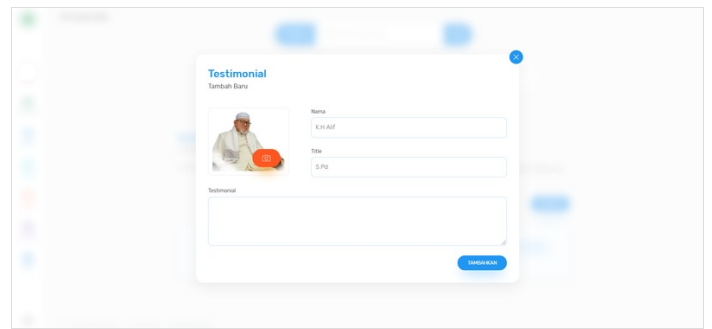 Testimonial
Tambah Baru
Nama
K.H Alif
Title
S.Pd
Testimonial
TAMBAHKAN